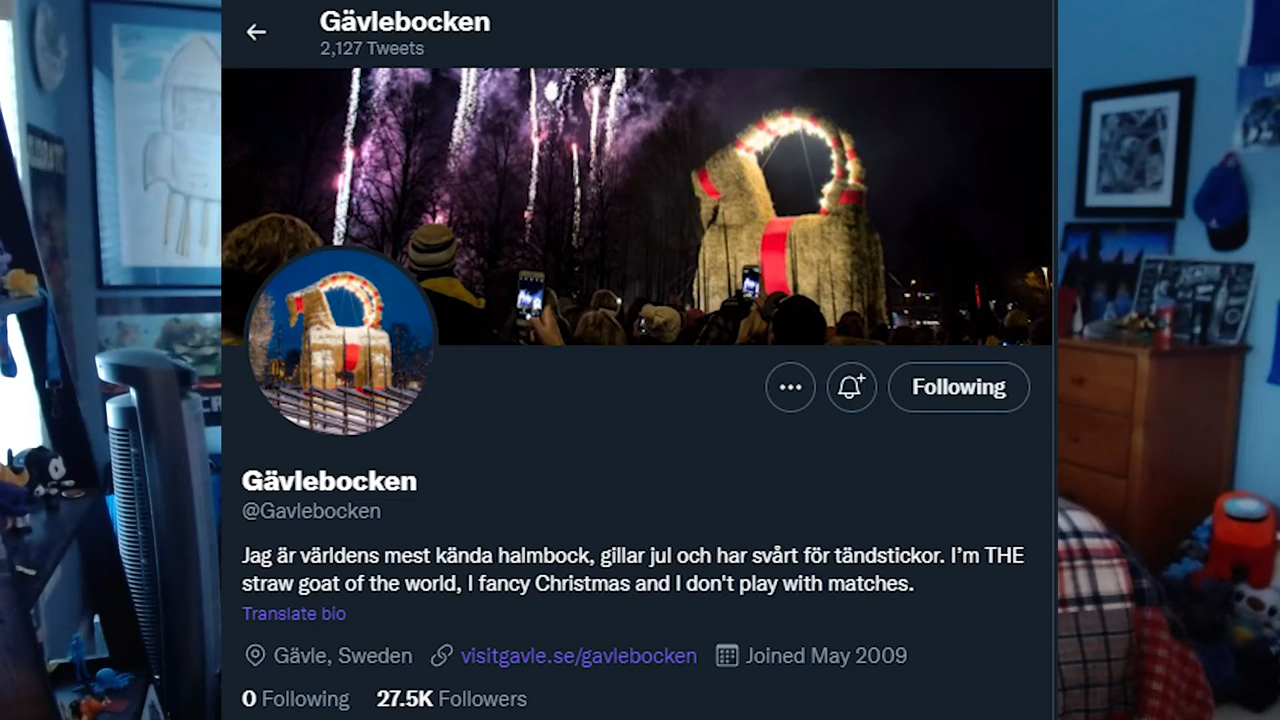 Gävlebocken
2,127 Tweets
Following
Gävlebocken
@Gavlebocken
Jag är världens mest kända halmbock, gillar jul och har svårt för tändstickor. I’m THE
straw goat of the world, I fancy Christmas and I don't play with matches.
Translate bio
Gävle, Sweden visitgavle.se/gavlebocken Joined May 2009
0 Following 27.5K Followers